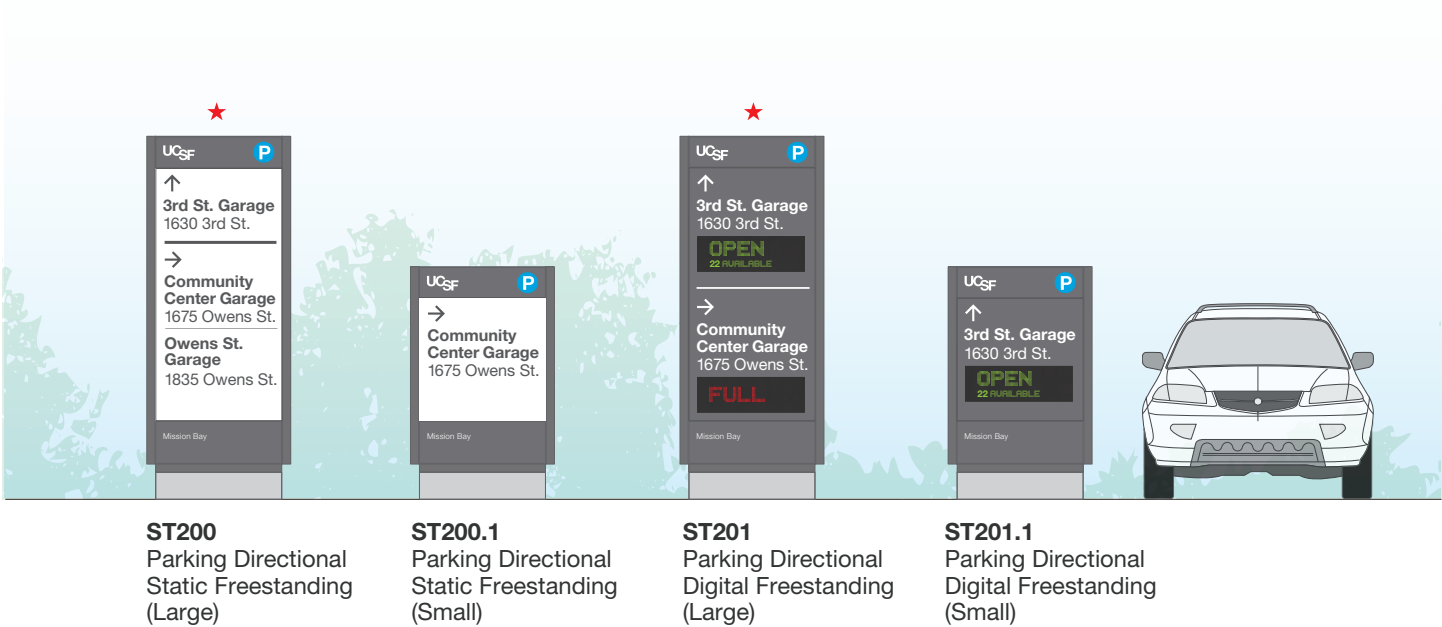 UCSF P
↑
3rd St. Garage
1630 3rd St.
→
Community
Center Garage
1675 Owens St.
Owens St.
Garage
1835 Owens St.
Mission Bay
UCSF P
→
Community
Center Garage
1675 Owens St.
Mission Bay
UCSF P
↑
3rd St. Garage
1630 3rd St.
OPEN
22 AVAILABLE
→
Community
Center Garage
1675 Owens St.
FULL
Mission Bay
UCSF P
↑
3rd St. Garage
1630 3rd St.
OPEN
22 AVAILABLE
Mission Bay
ST200
Parking Directional
Static Freestanding
(Large)
ST200.1
Parking Directional
Static Freestanding
(Small)
ST201
Parking Directional
Digital Freestanding
(Large)
ST201.1
Parking Directional
Digital Freestanding
(Small)